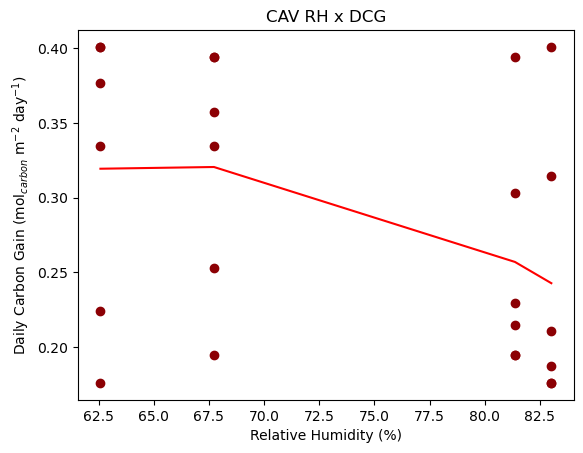 CAV RH x DCG
Daily Carbon Gain (mol$_{carbon}$ m$^{-2}$ day$^{-1}$)
0.40
0.35
0.30
0.25
0.20
62.5 65.0 67.5 70.0 72.5 75.0 77.5 80.0 82.5
Relative Humidity (%)